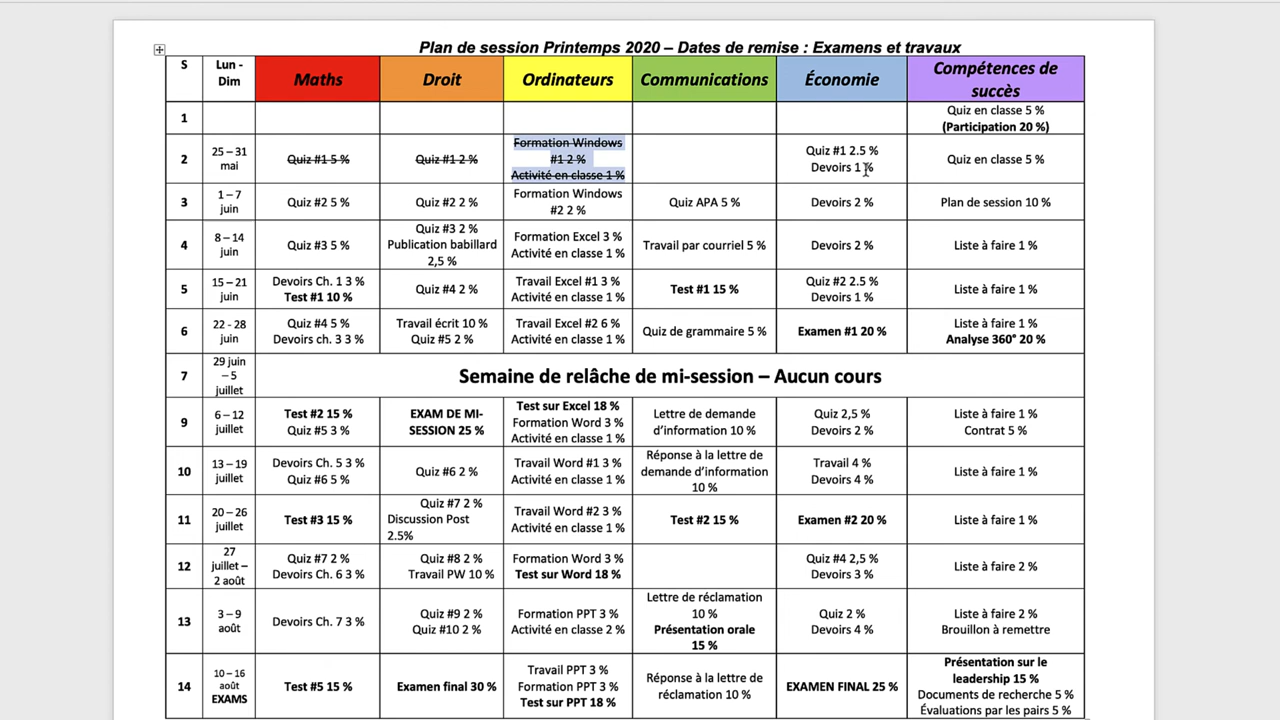 Plan de session Printemps 2020 – Dates de remise : Examens et travaux
S
Lun -
Dim
Maths
Droit
Ordinateurs
Communications
Économie
Compétences de
succès
1
Quiz en classe 5 %
(Participation 20 %)
2
25 – 31
mai
Quiz #1 5 %
Quiz #1 2 %
Formation Windows
#1 2 %
Activité en classe 1 %
Quiz #1 2.5 %
Devoirs 1 %
Quiz en classe 5 %
3
1 – 7
juin
Quiz #2 5 %
Quiz #2 2 %
Formation Windows
#2 2 %
Quiz APA 5 %
Devoirs 2 %
Plan de session 10 %
4
8 – 14
juin
Quiz #3 5 %
Quiz #3 2 %
Publication babillard
2,5 %
Formation Excel 3 %
Activité en classe 1 %
Travail par courriel 5 %
Devoirs 2 %
Liste à faire 1 %
5
15 – 21
juin
Devoirs Ch. 1 3 %
Test #1 10 %
Quiz #4 2 %
Travail Excel #1 3 %
Activité en classe 1 %
Test #1 15 %
Quiz #2 2.5 %
Devoirs 1 %
Liste à faire 1 %
6
22 - 28
juin
Quiz #4 5 %
Devoirs ch. 3 3 %
Travail écrit 10 %
Quiz #5 2 %
Travail Excel #2 6 %
Activité en classe 1 %
Quiz de grammaire 5 %
Examen #1 20 %
Liste à faire 1 %
Analyse 360° 20 %
7
29 juin
– 5
juillet
Semaine de relâche de mi-session – Aucun cours
9
6 – 12
juillet
Test #2 15 %
Quiz #5 3 %
EXAM DE MI-
SESSION 25 %
Test sur Excel 18 %
Formation Word 3 %
Activité en classe 1 %
Lettre de demande
d’information 10 %
Quiz 2,5 %
Devoirs 2 %
Liste à faire 1 %
Contrat 5 %
10
13 – 19
juillet
Devoirs Ch. 5 3 %
Quiz #6 5 %
Quiz #6 2 %
Travail Word #1 3 %
Activité en classe 1 %
Réponse à la lettre de
demande d’information
10 %
Travail 4 %
Devoirs 4 %
Liste à faire 1 %
11
20 – 26
juillet
Test #3 15 %
Quiz #7 2 %
Discussion Post
2.5%
Travail Word #2 3 %
Activité en classe 1 %
Test #2 15 %
Examen #2 20 %
Liste à faire 1 %
12
27
juillet –
2 août
Quiz #7 2 %
Devoirs Ch. 6 3 %
Quiz #8 2 %
Travail PW 10 %
Formation Word 3 %
Test sur Word 18 %
Quiz #4 2,5 %
Devoirs 3 %
Liste à faire 2 %
13
3 – 9
août
Devoirs Ch. 7 3 %
Quiz #9 2 %
Quiz #10 2 %
Formation PPT 3 %
Activité en classe 2 %
Lettre de réclamation
10 %
Présentation orale
15 %
Quiz 2 %
Devoirs 4 %
Liste à faire 2 %
Brouillon à remettre
14
10 – 16
août
EXAMS
Test #5 15 %
Examen final 30 %
Travail PPT 3 %
Formation PPT 3 %
Test sur PPT 18 %
Réponse à la lettre de
réclamation 10 %
EXAMEN FINAL 25 %
Présentation sur le
leadership 15 %
Documents de recherche 5 %
Évaluations par les pairs 5 %